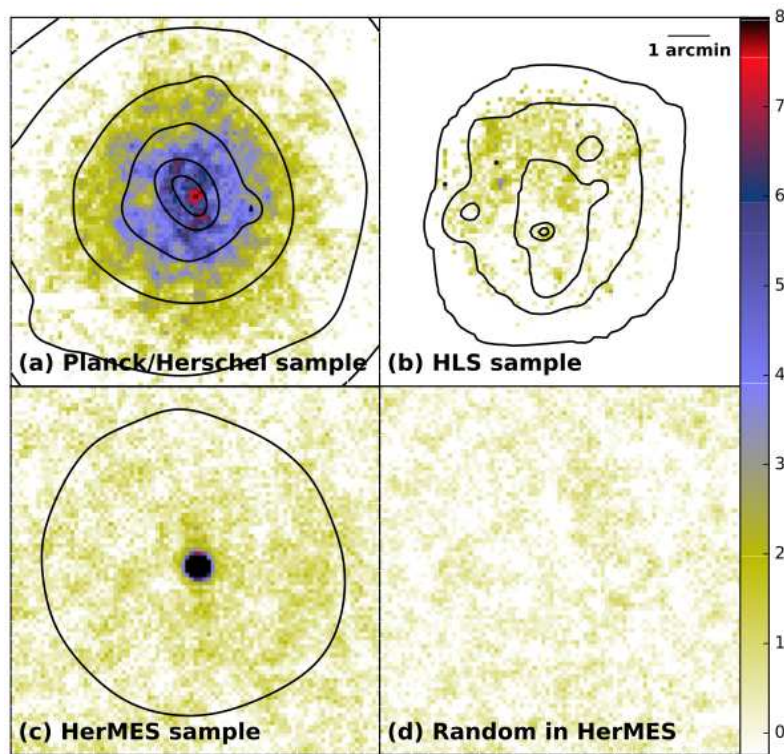 1 arcmin
(a) Planck/Herschel sample
(b) HLS sample
(c) HerMES sample
(d) Random in HerMES
8
7
6
5
4
3
2
1
0